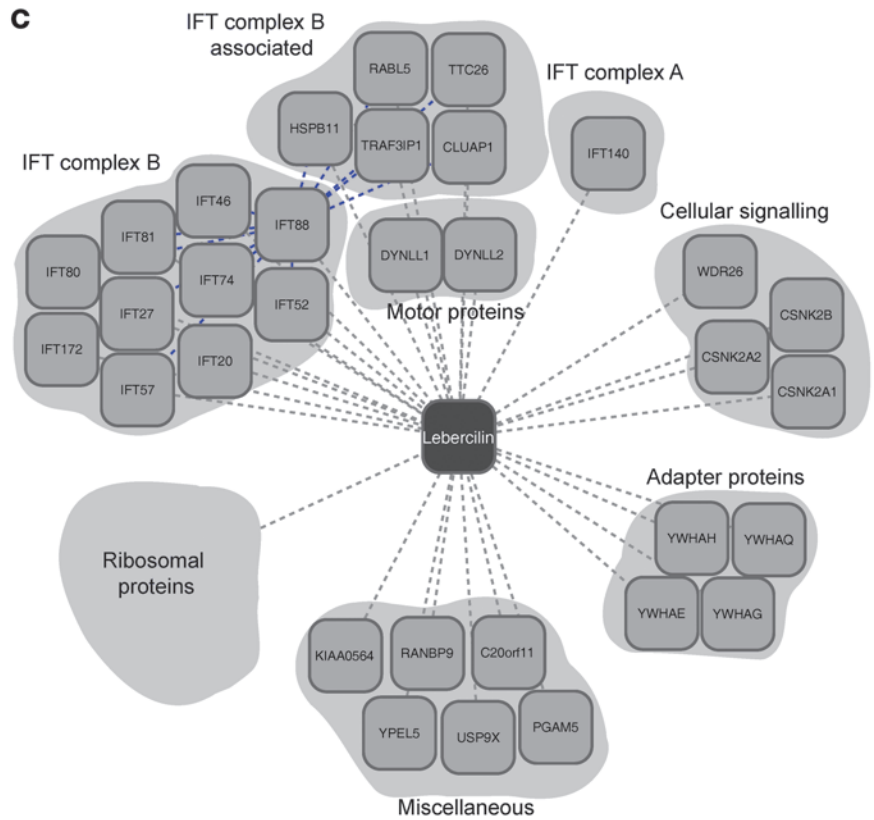 C
IFT complex B
associated
RABL5
TTC26
IFT complex A
HSPB11
TRAF3IP1
CLUAP1
IFT140
IFT complex B
IFT46
IFT88
IFT81
IFT80
IFT74
IFT27
IFT52
IFT172
IFT20
IFT57
DYNLL1
DYNLL2
Motor proteins
Cellular signalling
WDR26
CSNK2B
CSNK2A2
CSNK2A1
Lebercilin
Adapter proteins
YWHAH
YWHAQ
YWHAE
YWHAG
Ribosomal
proteins
KIAA0564
RANBP9
C20orf11
YPEL5
USP9X
PGAM5
Miscellaneous